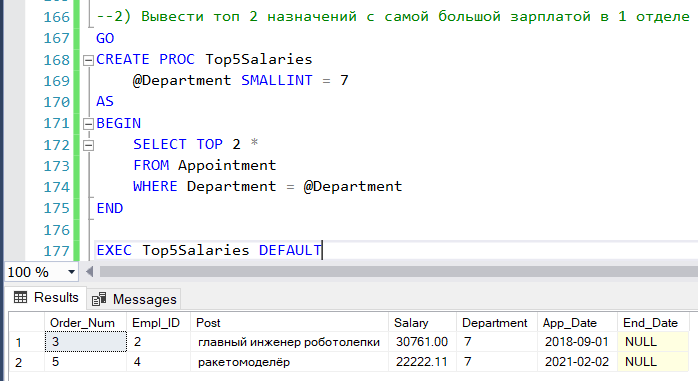 166 --2) Вывести топ 2 назначений с самой большой зарплатой в 1 отделе
167 GO
168 CREATE PROC Top5Salaries
169 @Department SMALLINT = 7
170 AS
171 BEGIN
172 SELECT TOP 2 *
173 FROM Appointment
174 WHERE Department = @Department
175 END
176
177 EXEC Top5Salaries DEFAULT
100 %
Results Messages
Order_Num Empl_ID Post Salary Department App_Date End_Date
1 3 2 главный инженер роботолепки 30761.00 7 2018-09-01 NULL
2 5 4 ракетомоделёр 22222.11 7 2021-02-02 NULL